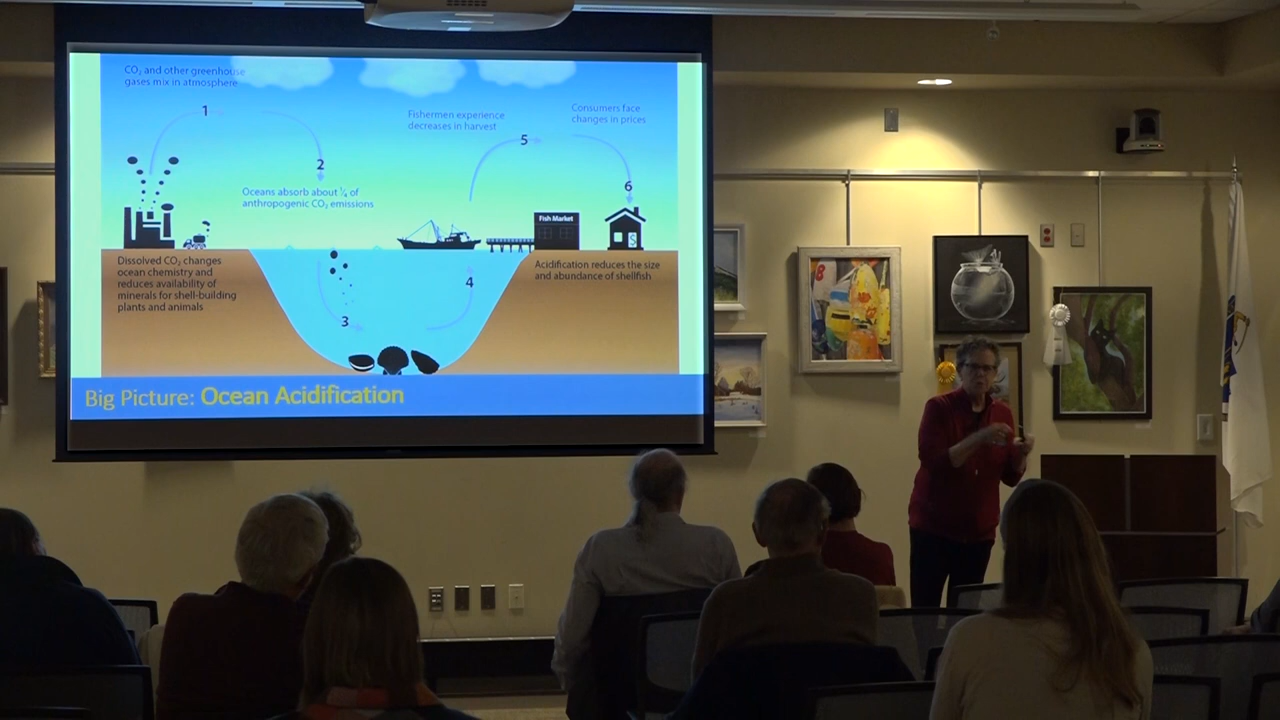 CO₂ and other greenhouse
gases mix in atmosphere
1
2
Oceans absorb about ¼ of
anthropogenic CO₂ emissions
Fishermen experience
decreases in harvest
5
Consumers face
changes in prices
6
Fish Market
$
Dissolved CO₂ changes
ocean chemistry and
reduces availability of
minerals for shell-building
plants and animals
3
4
Acidification reduces the size
and abundance of shellfish
Big Picture: Ocean Acidification
8